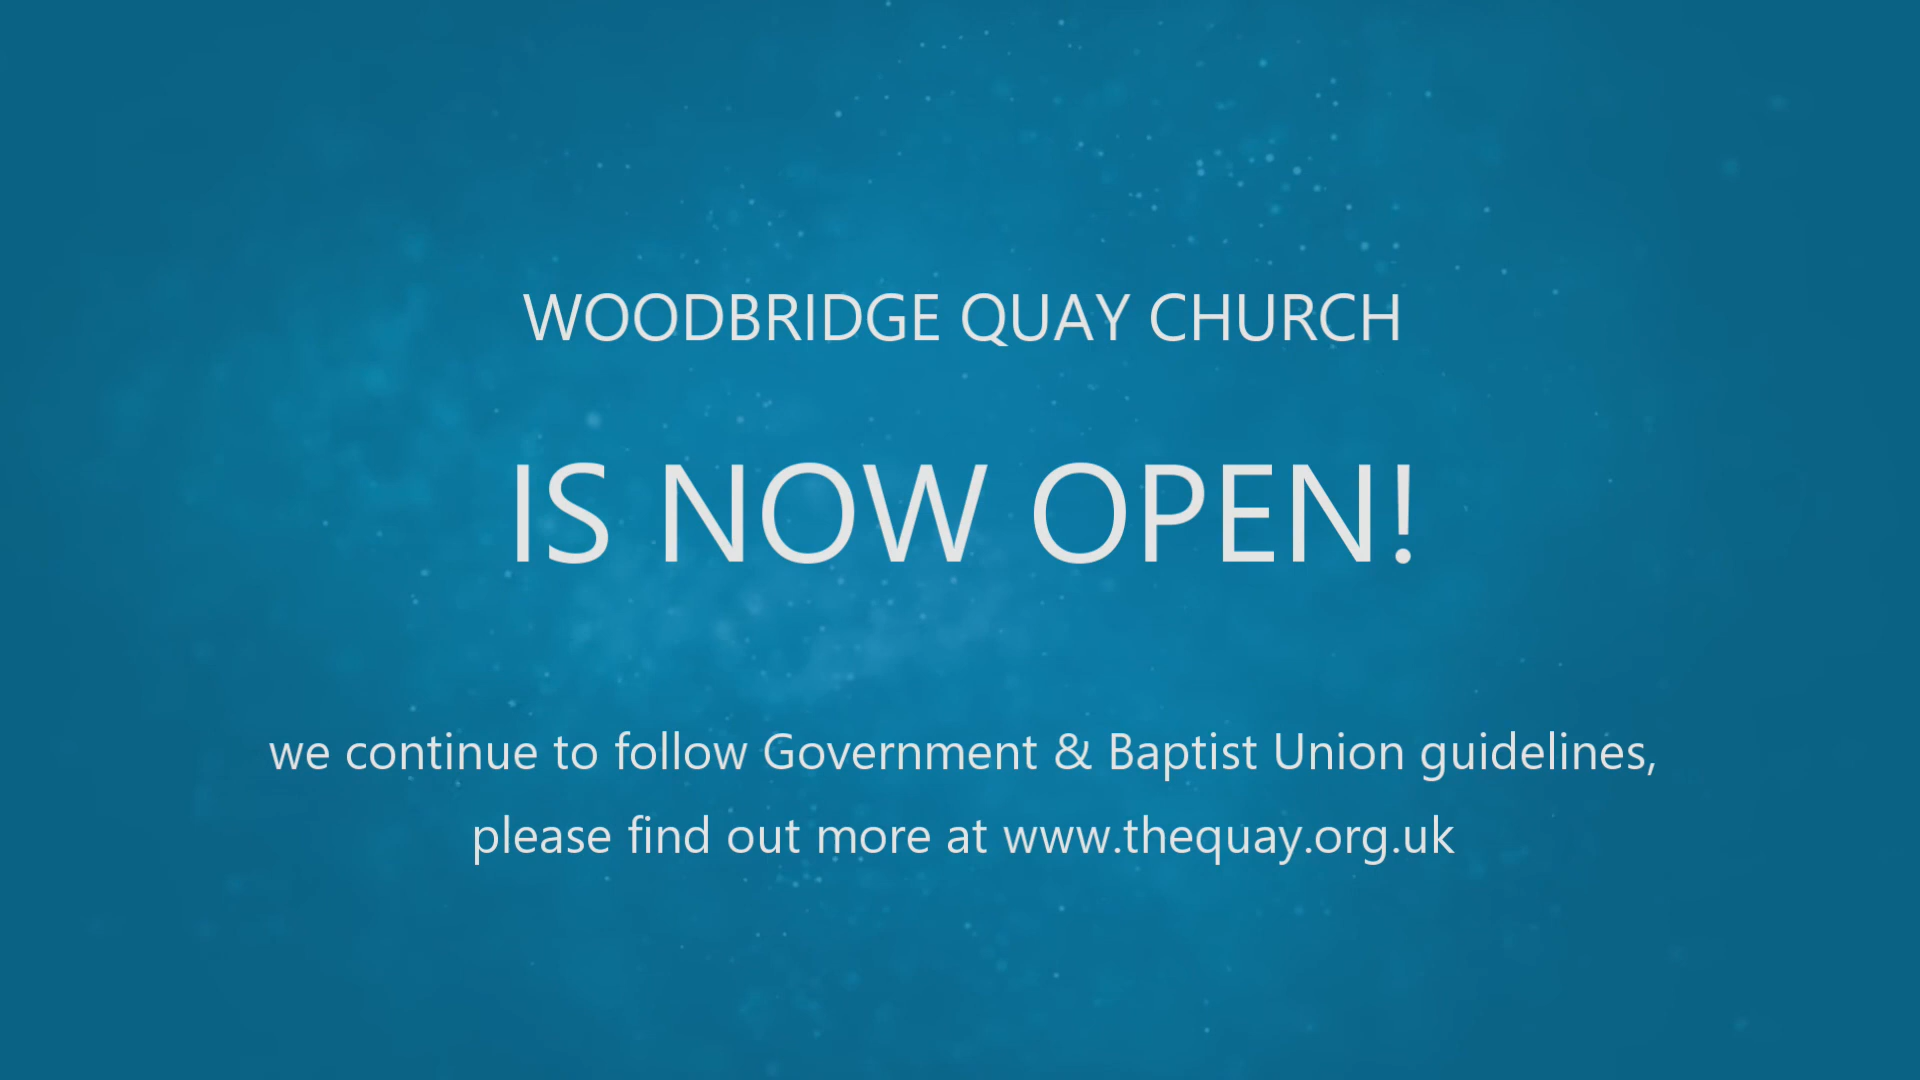 WOODBRIDGE QUAY CHURCH
IS NOW OPEN!
we continue to follow Government & Baptist Union guidelines,
please find out more at www.thequay.org.uk